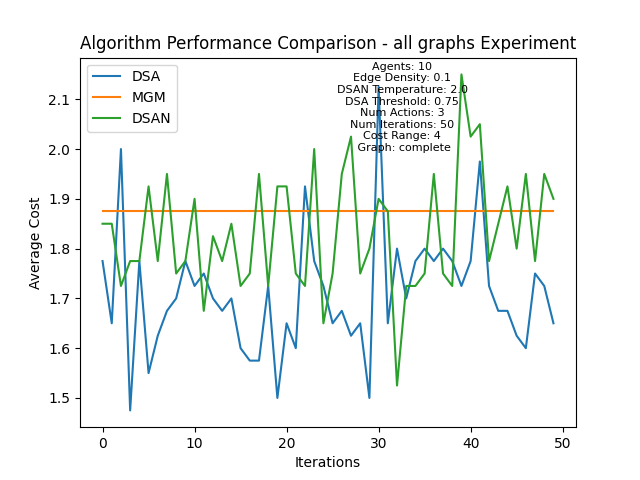 Algorithm Performance Comparison - all graphs Experiment
DSA
MGM
DSAN
Agents: 10
Edge Density: 0.1
DSAN Temperature: 2.0
DSA Threshold: 0.75
Num Actions: 3
Num Iterations: 50
Cost Range: 4
Graph: complete
Average Cost
2.1
2.0
1.9
1.8
1.7
1.6
1.5
0 10 20 30 40 50
Iterations